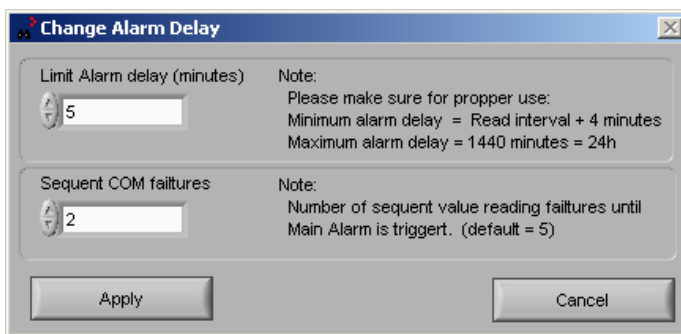 Change Alarm Delay
Limit Alarm delay (minutes)
5
Note:
Please make sure for propper use:
Minimum alarm delay = Read interval + 4 minutes
Maximum alarm delay = 1440 minutes = 24h
Sequent COM failtures
2
Note:
Number of sequent value reading failtures until
Main Alarm is triggert. (default = 5)
Apply
Cancel